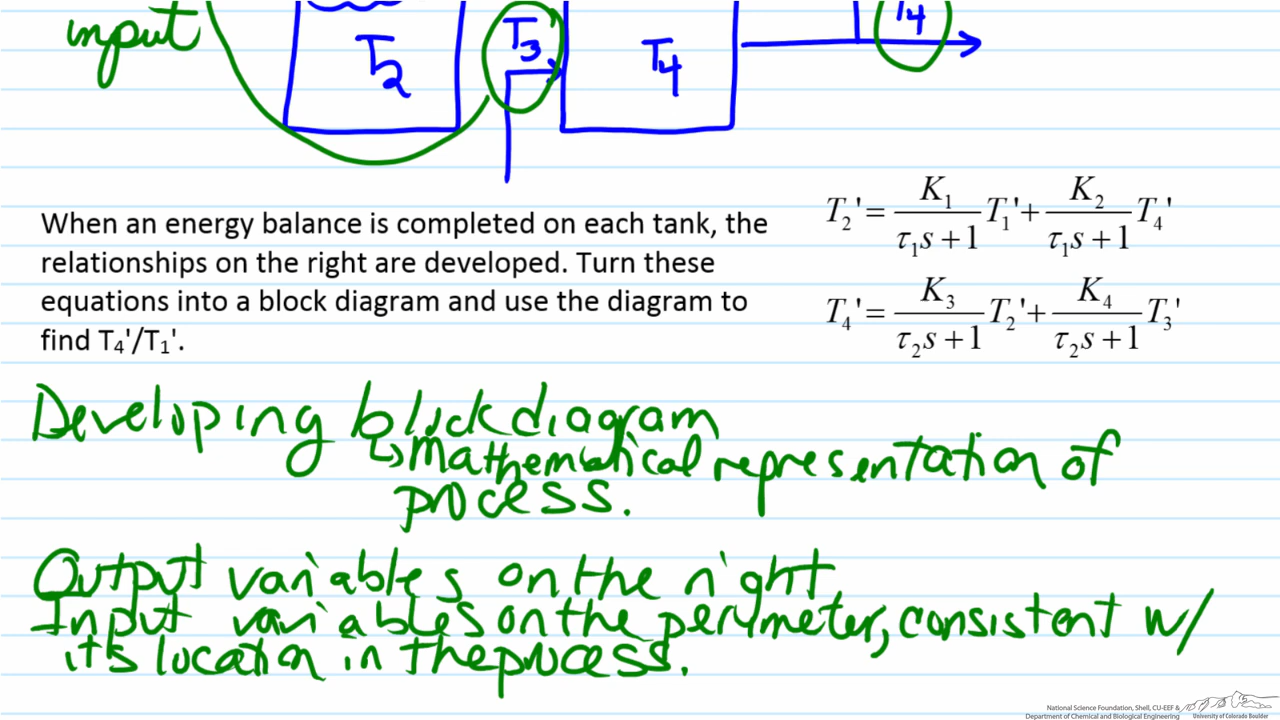 input
T2
T3
T4
T4
When an energy balance is completed on each tank, the
relationships on the right are developed. Turn these
equations into a block diagram and use the diagram to
find T₄'/T₁'.
T₂'= K₁/(τ₁s+1) T₁'+ K₂/(τ₁s+1) T₄'
T₄'= K₃/(τ₂s+1) T₂'+ K₄/(τ₂s+1) T₃'
Developing block diagram
↳ Mathematical representation of
process.
Output variables on the right
Input variables on the perimeter, consistent w/
its location in the process.
National Science Foundation, Shell, CU-EEF &
Department of Chemical and Biological Engineering
University of Colorado Boulder